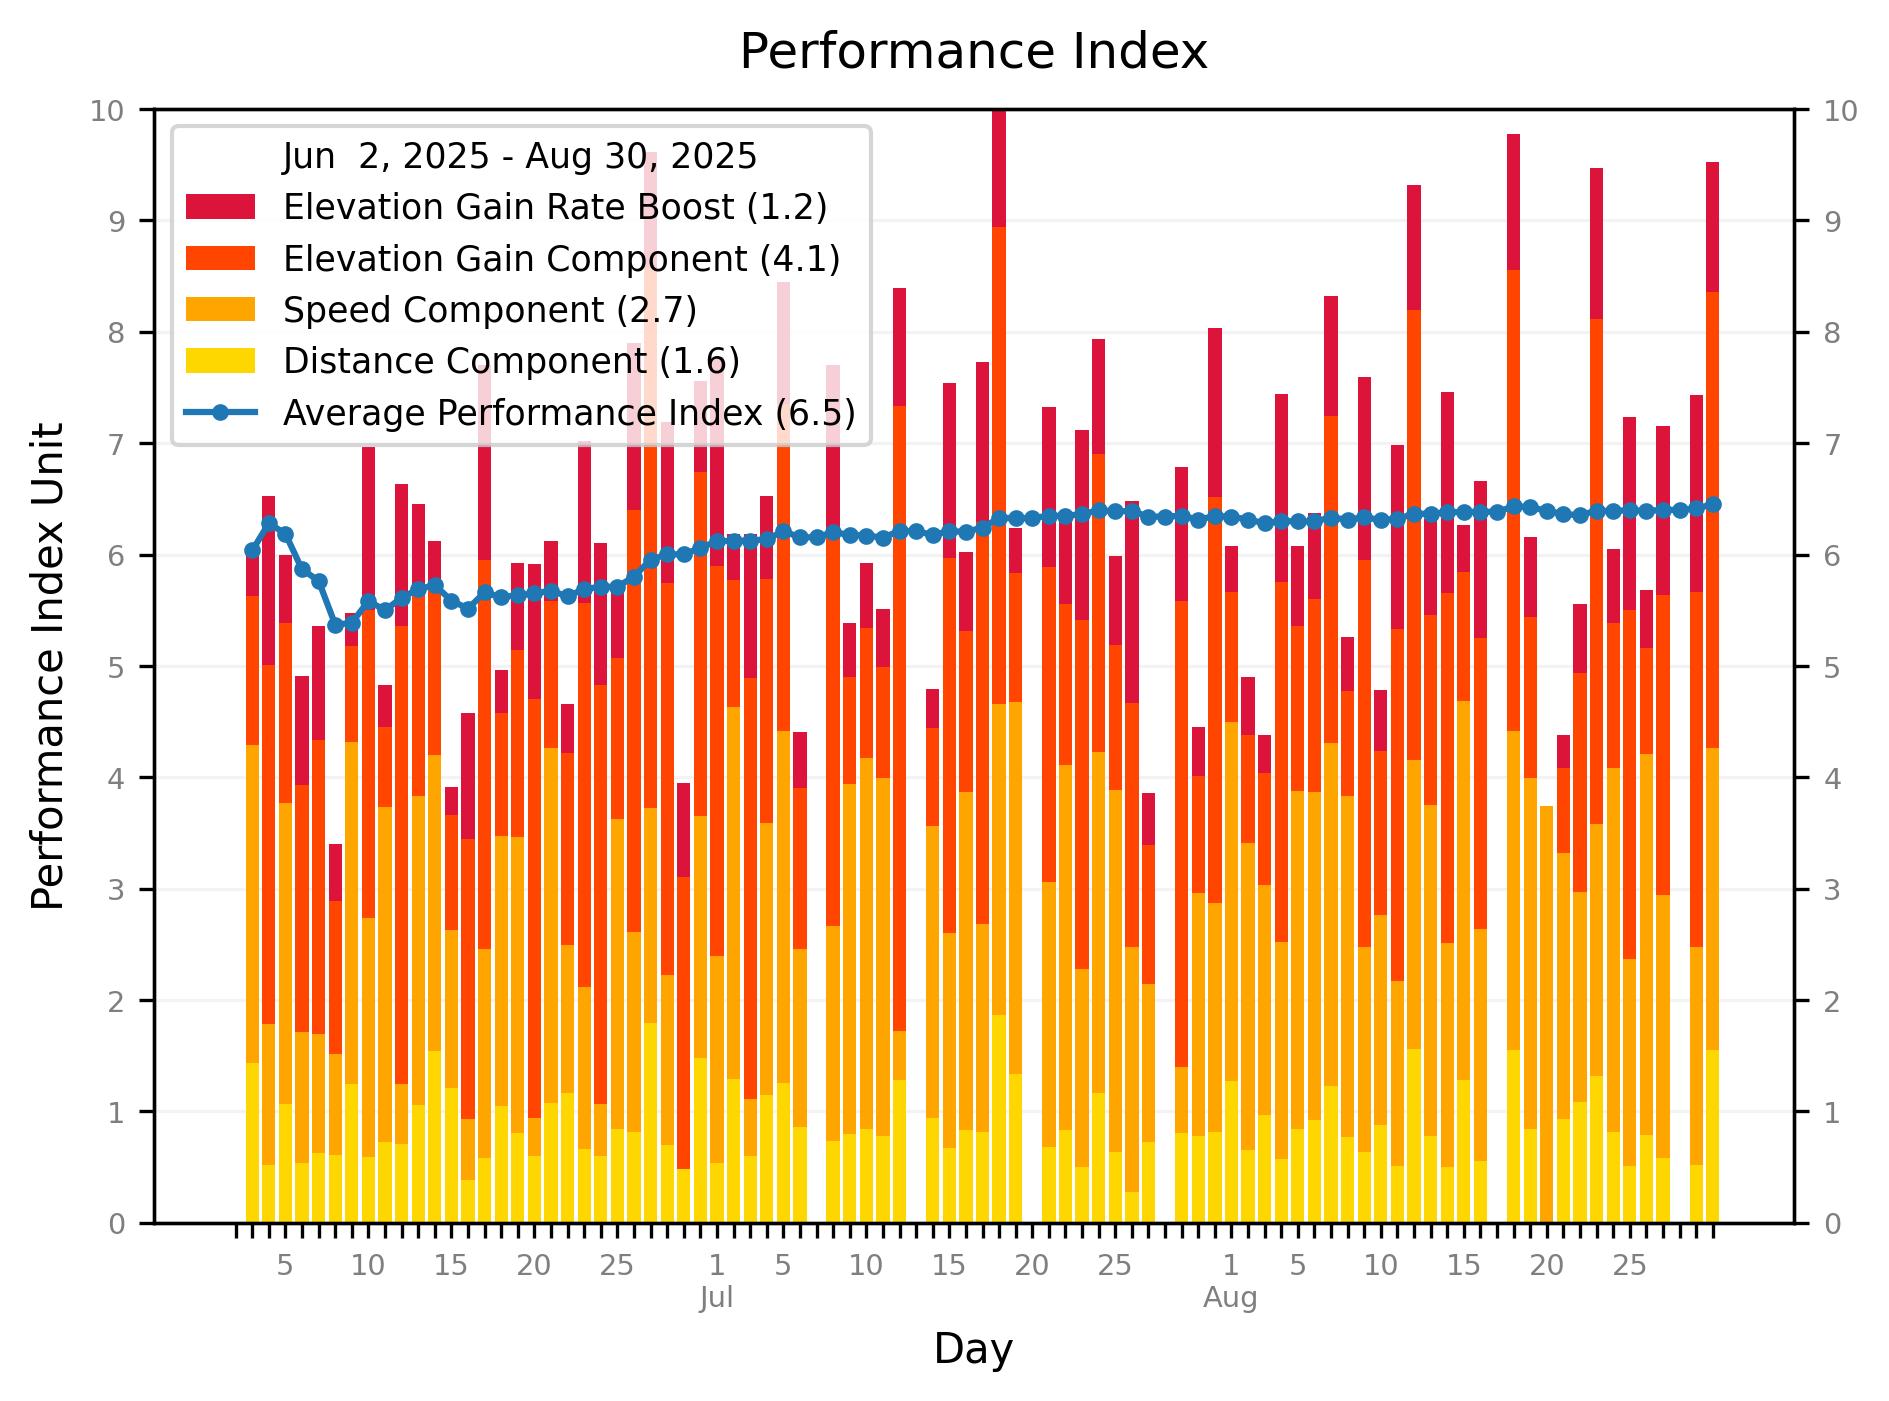 Performance Index
Jun  2, 2025 - Aug 30, 2025
Elevation Gain Rate Boost (1.2)
Elevation Gain Component (4.1)
Speed Component (2.7)
Distance Component (1.6)
Average Performance Index (6.5)
Performance Index Unit
10
9
8
7
6
5
4
3
2
1
0
10
9
8
7
6
5
4
3
2
1
0
5 10 15 20 25 1 5 10 15 20 25 1 5 10 15 20 25
Jul Aug
Day